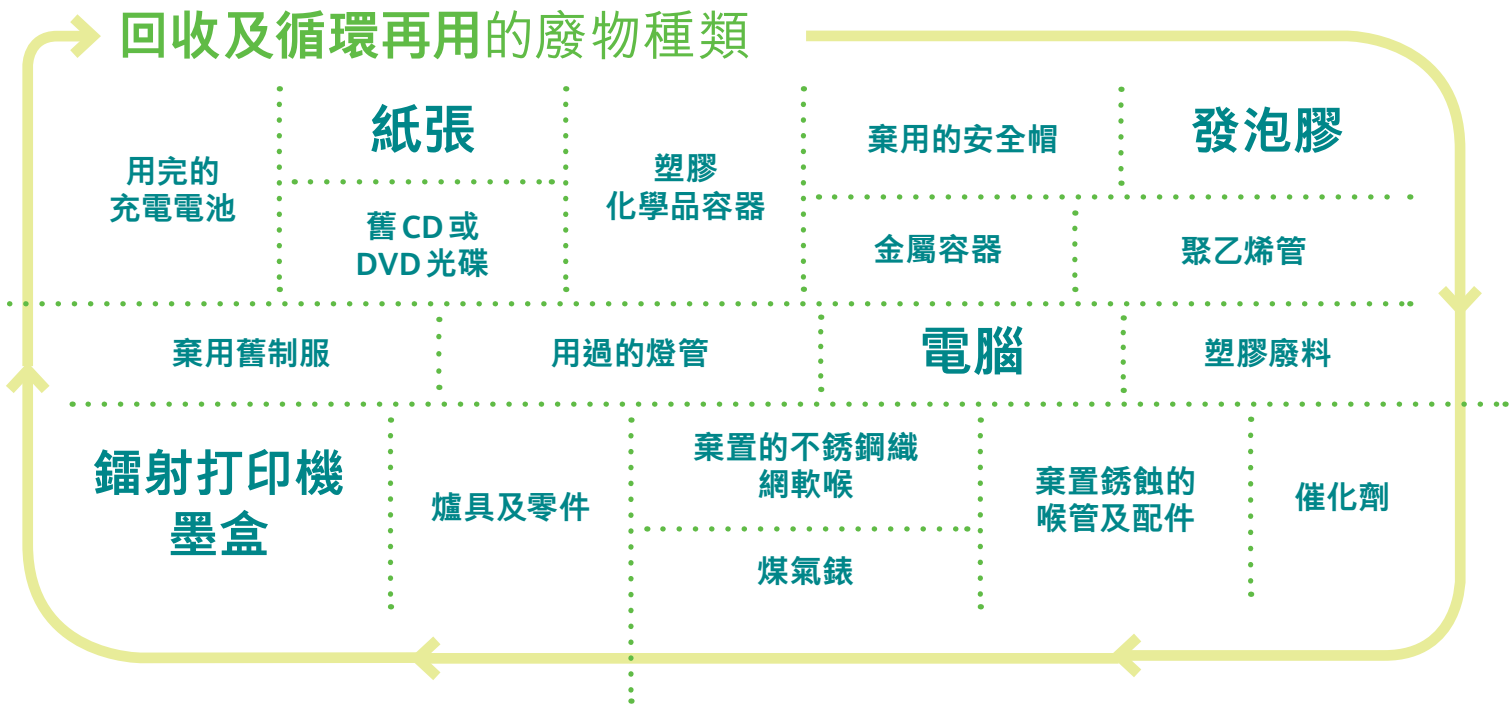 回收及循環再用的廢物種類
用完的
充電電池
紙張
舊 CD 或
DVD 光碟
塑膠
化學品容器
棄用的安全帽
發泡膠
金屬容器
聚乙烯管
棄用舊制服
用過的燈管
電腦
塑膠廢料
鐳射打印機
墨盒
爐具及零件
棄置的不銹鋼織
網軟喉
煤氣錶
棄置銹蝕的
喉管及配件
催化劑